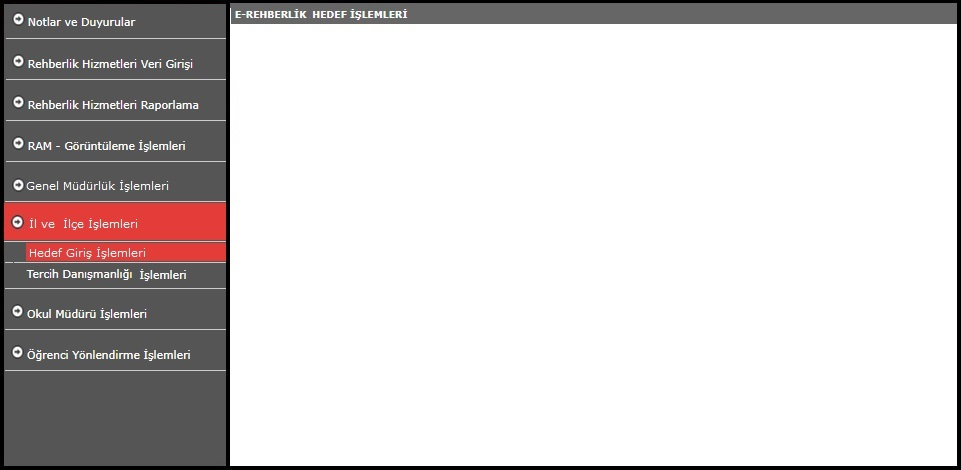 Notlar ve Duyurular
Rehberlik Hizmetleri Veri Girişi
Rehberlik Hizmetleri Raporlama
RAM - Görüntüleme İşlemleri
Genel Müdürlük İşlemleri
İl ve İlçe İşlemleri
Hedef Giriş İşlemleri
Tercih Danışmanlığı İşlemleri
Okul Müdürü İşlemleri
Öğrenci Yönlendirme İşlemleri
E-REHBERLİK HEDEF İŞLEMLERİ